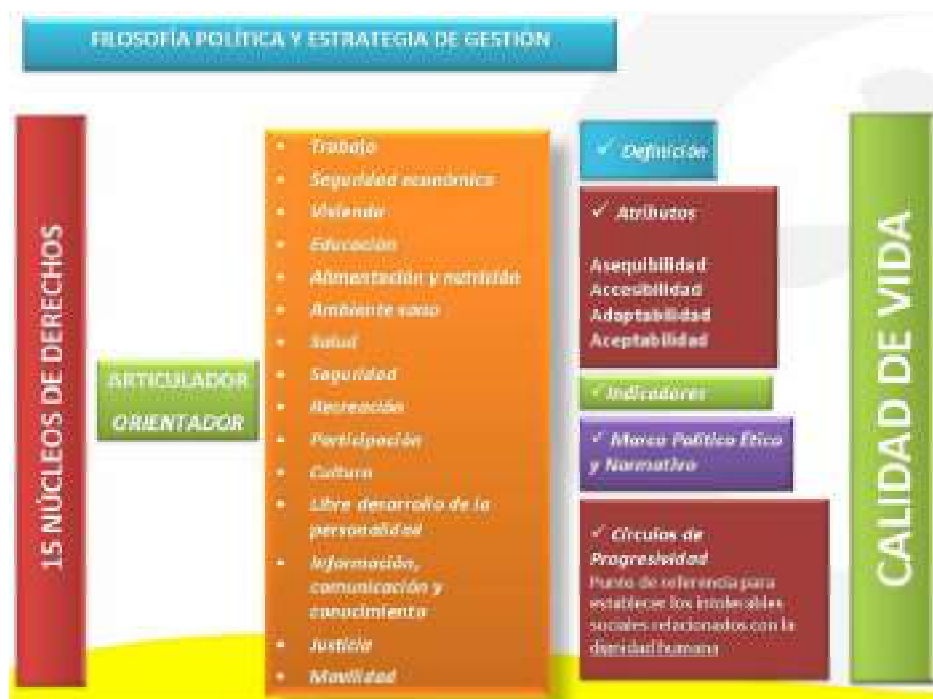 FILOSOFÍA POLÍTICA Y ESTRATEGIA DE GESTIÓN
15 NÚCLEOS DE DERECHOS
ARTICULADOR
ORIENTADOR
• Trabajo
• Seguridad económica
• Vivienda
• Educación
• Alimentación y nutrición
• Ambiente sano
• Salud
• Seguridad
• Recreación
• Participación
• Cultura
• Libre desarrollo de la
personalidad
• Información,
comunicación y
conocimiento
• Justicia
• Movilidad
✓ Definición
✓ Atributos
Asequibilidad
Accesibilidad
Adaptabilidad
Aceptabilidad
✓ Indicadores
✓ Marco Político Ético
y Normativo
✓ Círculos de
Progresividad
Punto de referencia para
establecer los intolerables
sociales relacionados con la
dignidad humana
CALIDAD DE VIDA